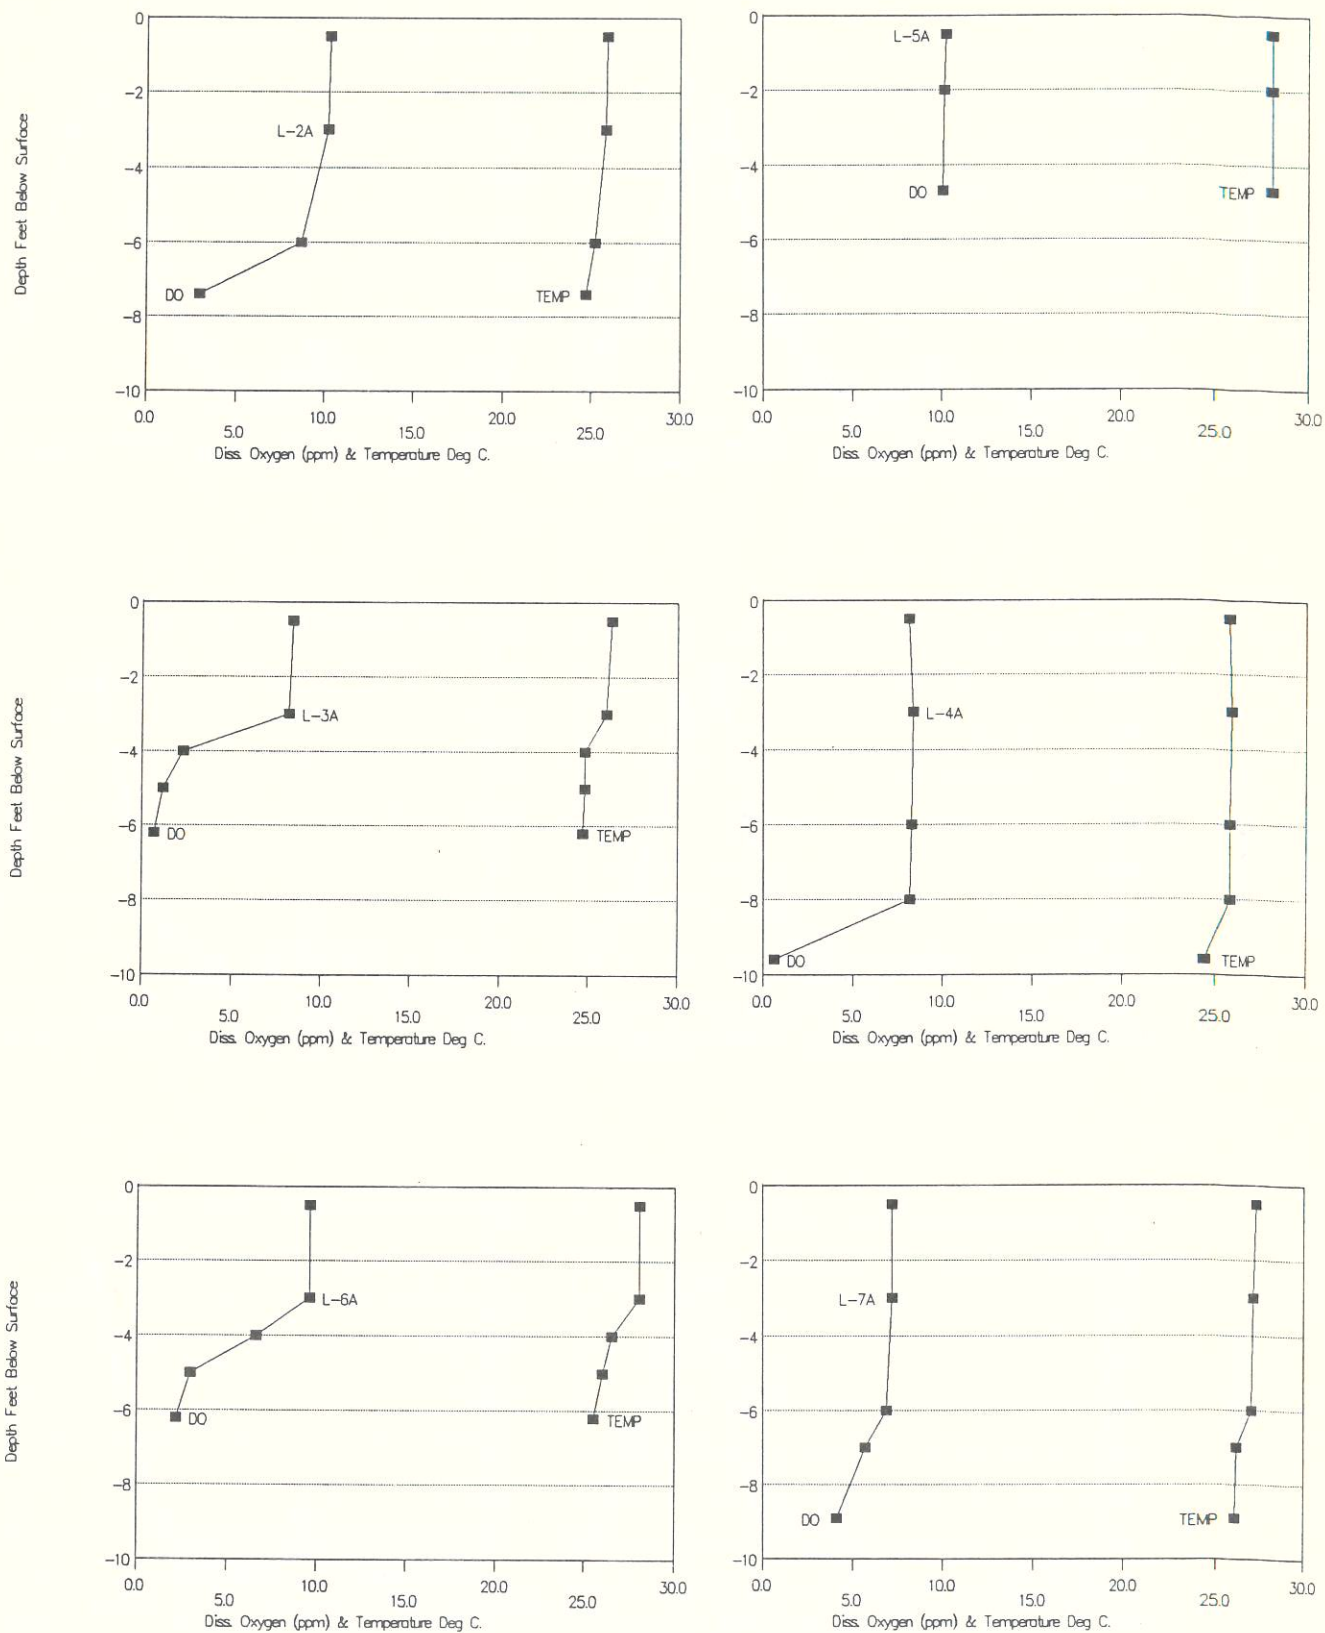 Depth Feet Below Surface
0
-2
-4
-6
-8
-10
L-2A
DO
TEMP
0.0
5.0
10.0
15.0
20.0
25.0
30.0
Diss. Oxygen (ppm) & Temperature Deg C.
0
-2
-4
-6
-8
-10
L-5A
DO
TEMP
0.0
5.0
10.0
15.0
20.0
25.0
30.0
Diss. Oxygen (ppm) & Temperature Deg C.
Depth Feet Below Surface
0
-2
-4
-6
-8
-10
L-3A
DO
TEMP
0.0
5.0
10.0
15.0
20.0
25.0
30.0
Diss. Oxygen (ppm) & Temperature Deg C.
0
-2
-4
-6
-8
-10
L-4A
DO
TEMP
0.0
5.0
10.0
15.0
20.0
25.0
30.0
Diss. Oxygen (ppm) & Temperature Deg C.
Depth Feet Below Surface
0
-2
-4
-6
-8
-10
L-6A
DO
TEMP
0.0
5.0
10.0
15.0
20.0
25.0
30.0
Diss. Oxygen (ppm) & Temperature Deg C.
0
-2
-4
-6
-8
-10
L-7A
DO
TEMP
0.0
5.0
10.0
15.0
20.0
25.0
30.0
Diss. Oxygen (ppm) & Temperature Deg C.